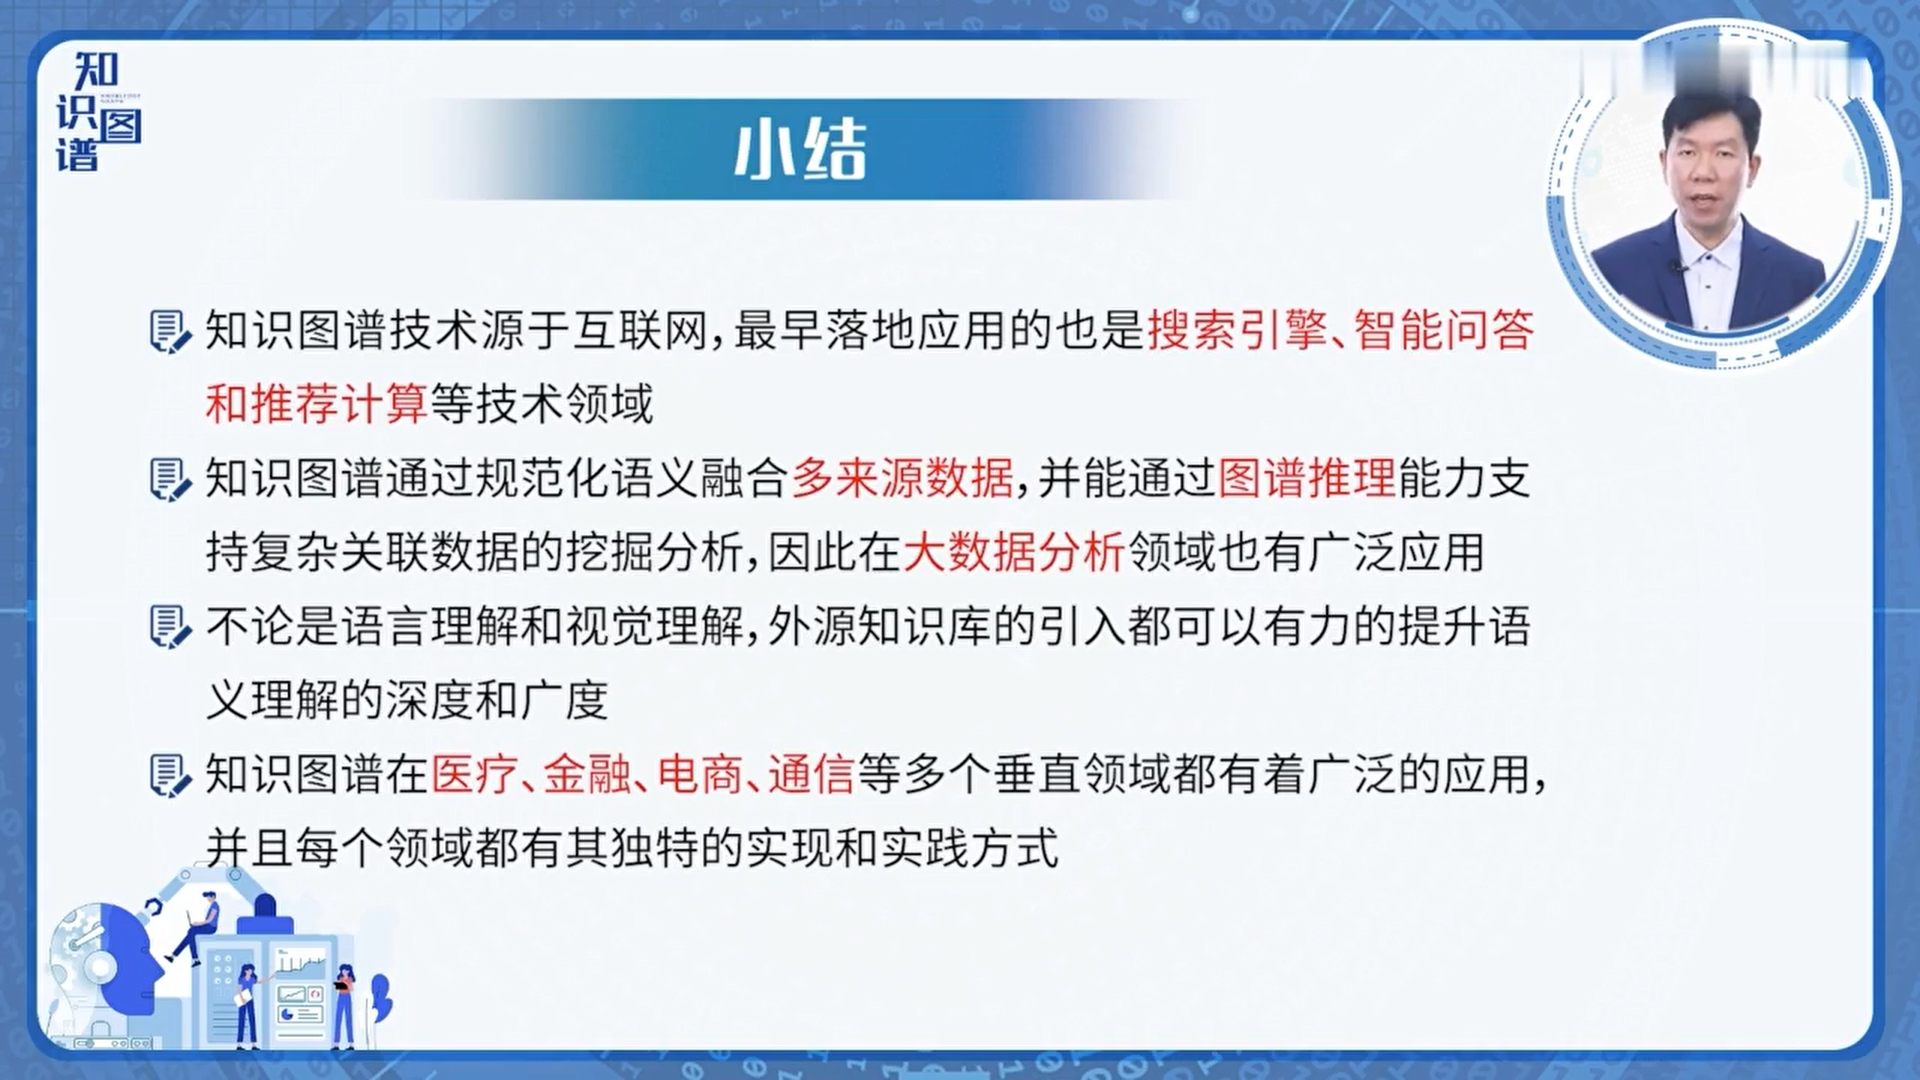 知识图谱
小结
知识图谱技术源于互联网，最早落地应用的也是搜索引擎、智能问答
和推荐计算等技术领域
知识图谱通过规范化语义融合多来源数据，并能通过图谱推理能力支
持复杂关联数据的挖掘分析，因此在大数据分析领域也有广泛应用
不论是语言理解和视觉理解，外源知识库的引入都可以有力的提升语
义理解的深度和广度
知识图谱在医疗、金融、电商、通信等多个垂直领域都有着广泛的应用，
并且每个领域都有其独特的实现和实践方式